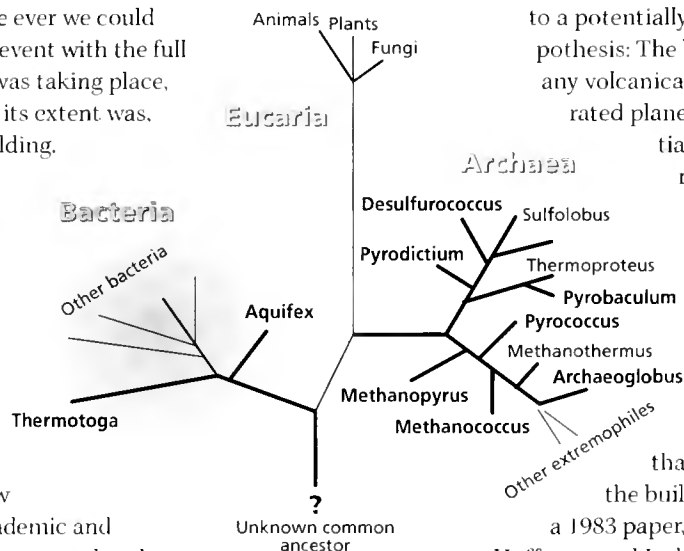 e ever we could
event with the full
was taking place,
its extent was,
lding.
Animals Plants
Fungi
to a potentially
pothesis: The
any volcanica
rated plane
tia
Eucaria
Archaea
Bacteria
Desulfurococcus
Sulfolobus
Pyrodictium
Thermoproteus
Pyrobaculum
Other bacteria
Aquifex
Pyrococcus
Methanothermus
Archaeoglobus
Methanopyrus
Methanococcus
Thermotoga
Other extremophiles
?
Unknown common
ancestor
w
demic and
tha
the buil
a 1983 paper,